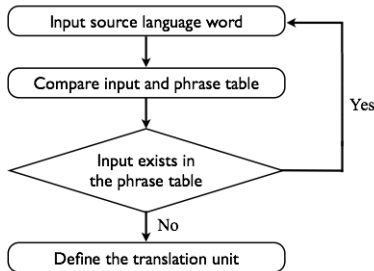 Input source language word
Compare input and phrase table
Yes
Input exists in
the phrase table
No
Define the translation unit